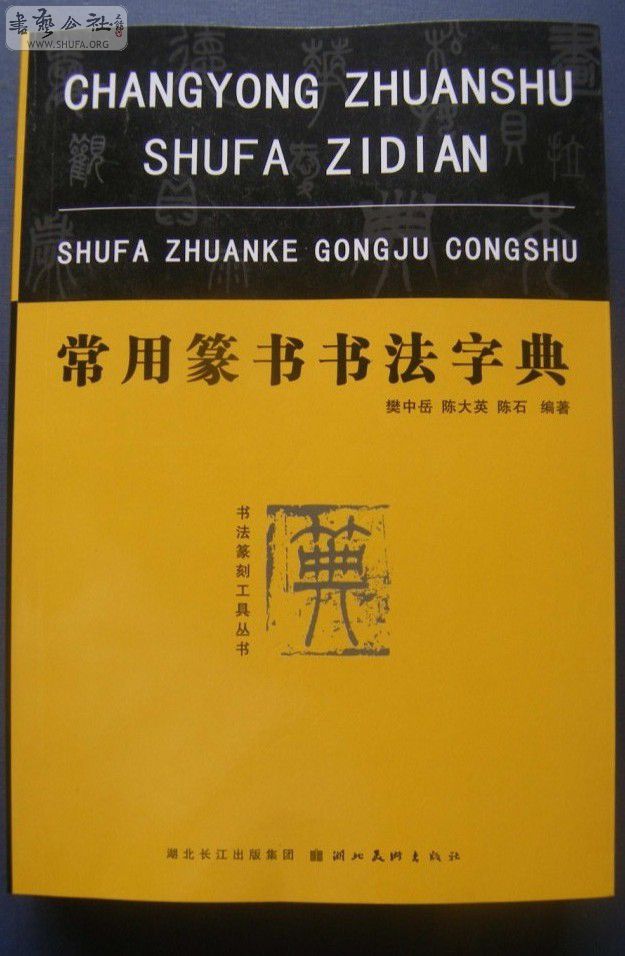 書藝公社
WWW.SHUFA.ORG
CHANGYONG ZHUANSHU
SHUFA ZIDIAN
SHUFA ZHUANKE GONGJU CONGSHU
常用篆书书法字典
樊中岳 陈大英 陈石 编著
书法篆刻工具丛书
湖北长江出版集团 湖北美术出版社